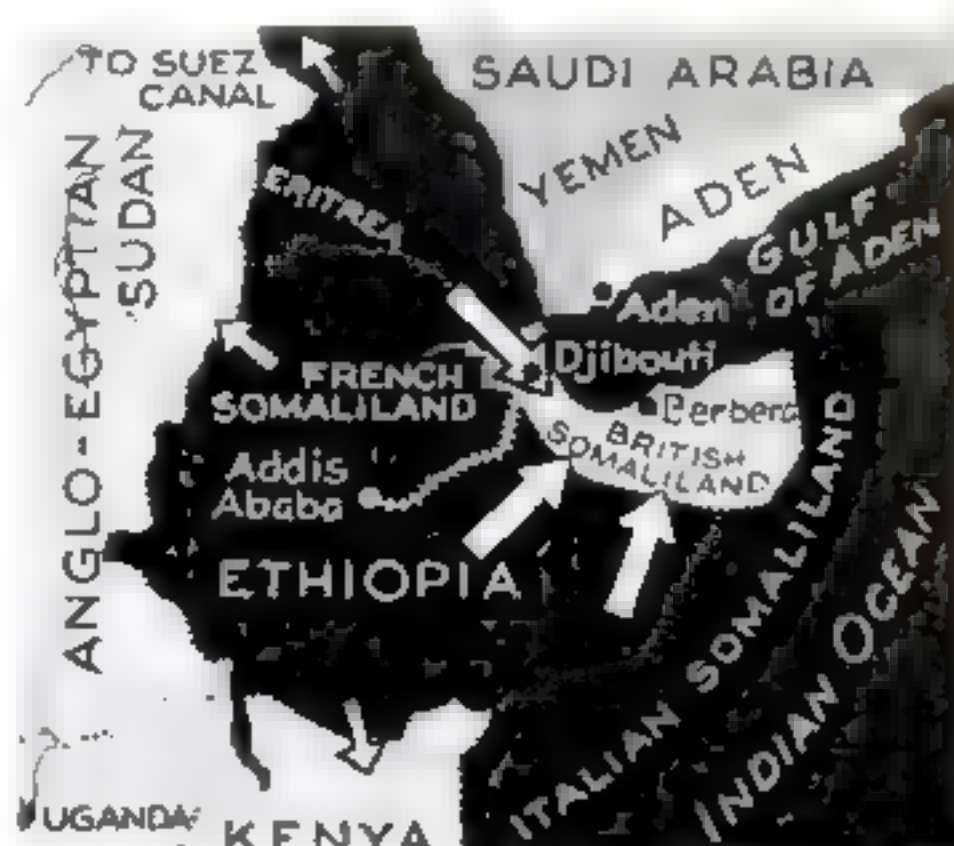 TO SUEZ
CANAL
SAUDI ARABIA
YEMEN
ADEN
ANGLO-EGYPTIAN
SUDAN
ERITREA
GULF
OF ADEN
Aden
Djibouti
FRENCH
SOMALILAND
Berbera
BRITISH
SOMALILAND
Addis
Ababa
ETHIOPIA
ITALIAN SOMALILAND
INDIAN OCEAN
UGANDA
KENYA